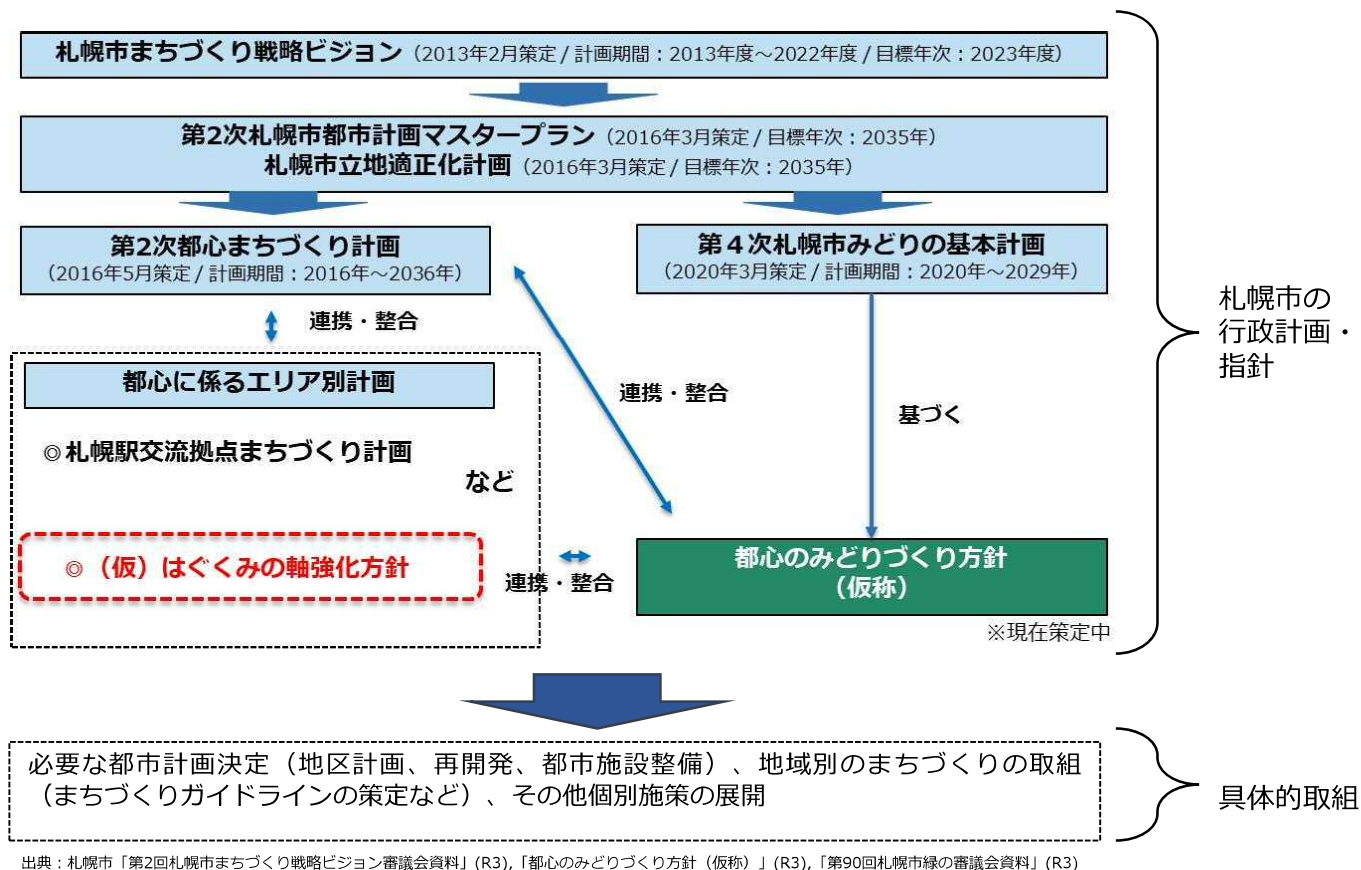 札幌市まちづくり戦略ビジョン（2013年2月策定 / 計画期間：2013年度～2022年度 / 目標年次：2023年度）
第2次札幌市都市計画マスタープラン（2016年3月策定 / 目標年次：2035年）
札幌市立地適正化計画（2016年3月策定 / 目標年次：2035年）
第2次都心まちづくり計画
（2016年5月策定 / 計画期間：2016年～2036年）
第４次札幌市みどりの基本計画
（2020年3月策定 / 計画期間：2020年～2029年）
連携・整合
都心に係るエリア別計画
◎札幌駅交流拠点まちづくり計画
など
◎（仮）はぐくみの軸強化方針
連携・整合
基づく
連携・整合
都心のみどりづくり方針
（仮称）
※現在策定中
札幌市の
行政計画・
指針
必要な都市計画決定（地区計画、再開発、都市施設整備）、地域別のまちづくりの取組
（まちづくりガイドラインの策定など）、その他個別施策の展開
具体的取組
出典：札幌市「第2回札幌市まちづくり戦略ビジョン審議会資料」(R3),「都心のみどりづくり方針（仮称）」(R3),「第90回札幌市緑の審議会資料」(R3)